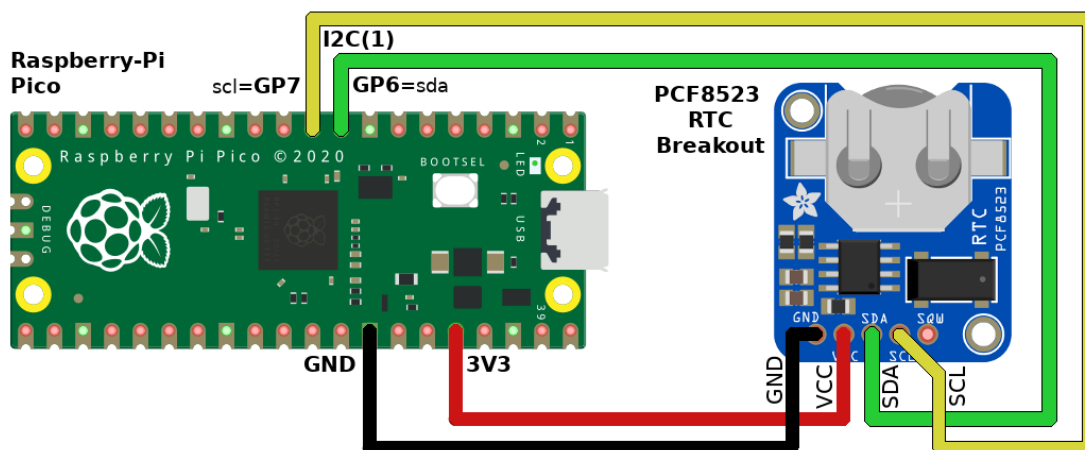 I2C(1)
Raspberry-Pi
Pico
scl=GP7
GP6=sda
PCF8523
RTC
Breakout
2
1
Raspberry Pi Pico ©2020
BOOTSEL
LED
DEBUG
USB
39
RTC
PCF8523
GND
SDA
SQW
VCC
SCL
GND
3V3
GND
VCC
SDA
SCL